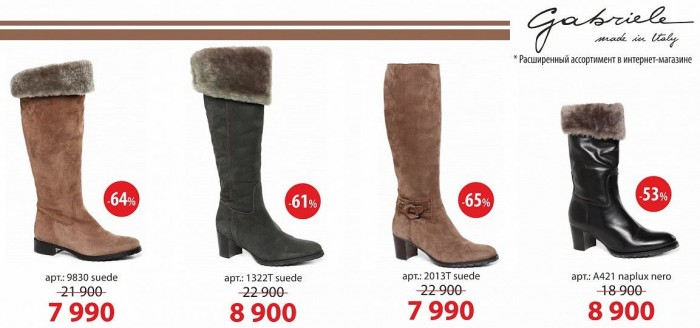 Gabriele
made in Italy
* Расширенный ассортимент в интернет-магазине
-64%
арт.: 9830 suede
21 900
7 990
-61%
арт.: 1322T suede
22 900
8 900
-65%
арт.: 2013T suede
22 900
7 990
-53%
арт.: A421 naplux nero
18 900
8 900